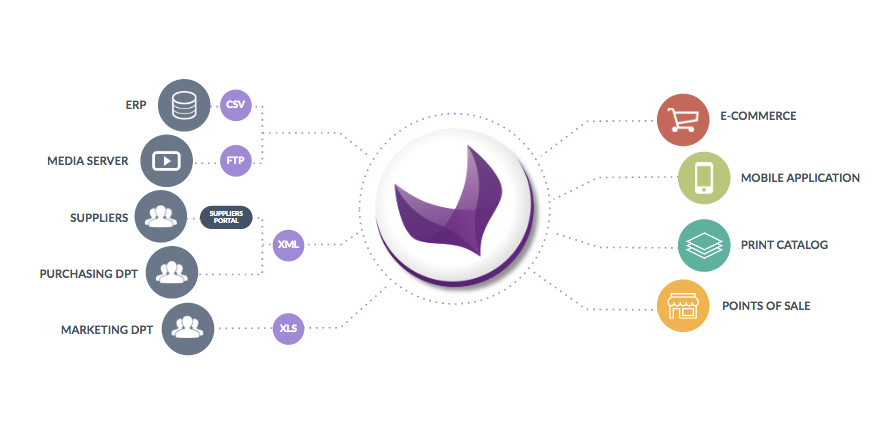 ERP
CSV
MEDIA SERVER
FTP
SUPPLIERS
SUPPLIERS
PORTAL
XML
PURCHASING DPT
MARKETING DPT
XLS
E-COMMERCE
MOBILE APPLICATION
PRINT CATALOG
POINTS OF SALE